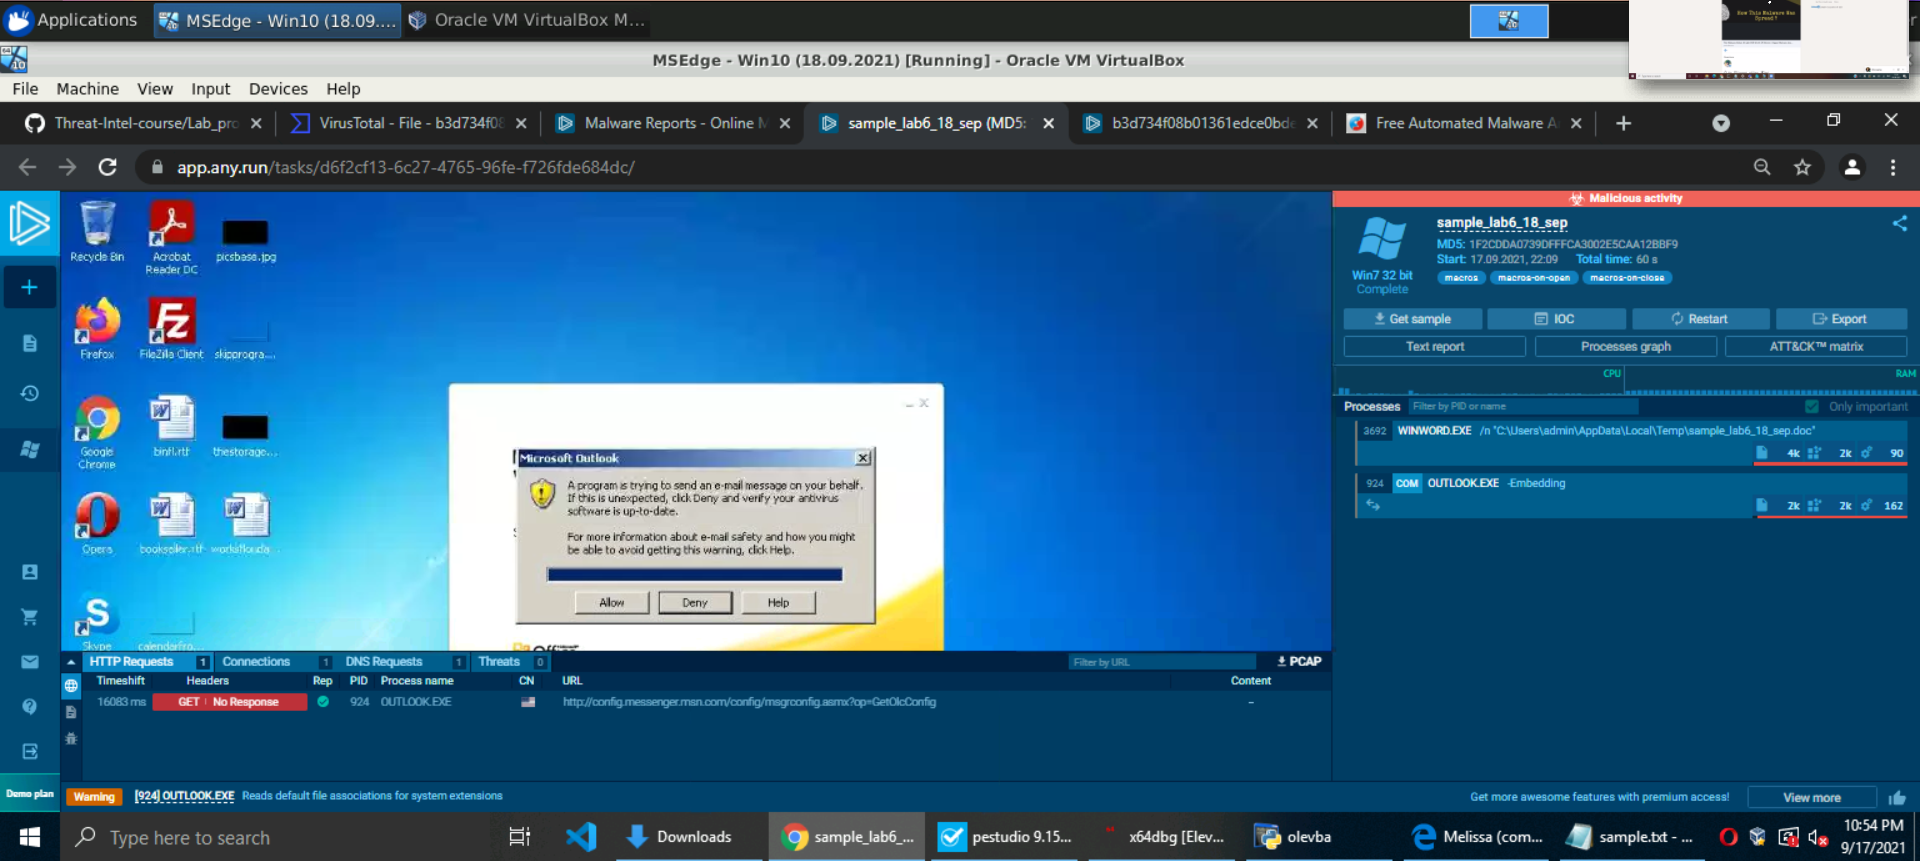 Applications
MSEdge - Win10 (18.09....
Oracle VM VirtualBox M...
MSEdge - Win10 (18.09.2021) [Running] - Oracle VM VirtualBox
How This Malware Has
Spread?
File Machine View Input Devices Help
Threat-Intel-course/Lab_pro
VirusTotal - File - b3d734f08
Malware Reports - Online M
sample_lab6_18_sep (MD5:
b3d734f08b01361edce0bde
Free Automated Malware A
app.any.run/tasks/d6f2cf13-6c27-4765-96fe-f726fde684dc/
Recycle Bin
Acrobat
Reader DC
picsbase.jpg
Firefox
FileZilla Client
skipprogra...
Google
Chrome
binfl.rtf
thestorage...
Opera
bookseller.rtf
Skype
calendarfro...
Microsoft Outlook
A program is trying to send an e-mail message on your behalf.
If this is unexpected, click Deny and verify your antivirus
software is up-to-date.
For more information about e-mail safety and how you might
be able to avoid getting this warning, click Help.
Allow Deny Help
Malicious activity
sample_lab6_18_sep
MD5: 1F2CDDA0739DFFFCA3002E5CAA12BBF9
Start: 17.09.2021, 22:09 Total time: 60 s
Win7 32 bit
Complete
macros macros-on-open macros-on-close
Get sample IOC Restart Export
Text report Processes graph ATT&CK™ matrix
CPU RAM
Processes Filter by PID or name Only important
3692 WINWORD.EXE /n "C:\Users\admin\AppData\Local\Temp\sample_lab6_18_sep.doc"
4k 2k 90
924 COM OUTLOOK.EXE -Embedding
2k 2k 162
HTTP Requests 1 Connections 1 DNS Requests 1 Threats 0 Filter by URL PCAP
Timeshift Headers Rep PID Process name CN URL Content
16083 ms GET No Response 924 OUTLOOK.EXE http://config.messenger.msn.com/config/msgrconfig.asmx?op=GetOlcConfig -
Demo plan
Warning [924] OUTLOOK.EXE Reads default file associations for system extensions
Get more awesome features with premium access! View more
Type here to search
Downloads
sample_lab6_...
pestudio 9.15...
x64dbg [Elev...
olevba
Melissa (com...
sample.txt - ...
10:54 PM
9/17/2021